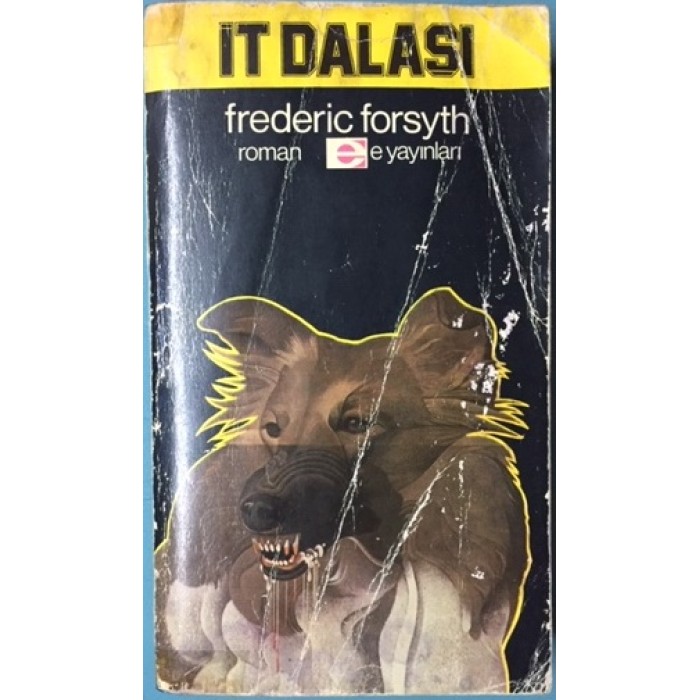 IT DALASI
frederic forsyth
roman e e yayınları